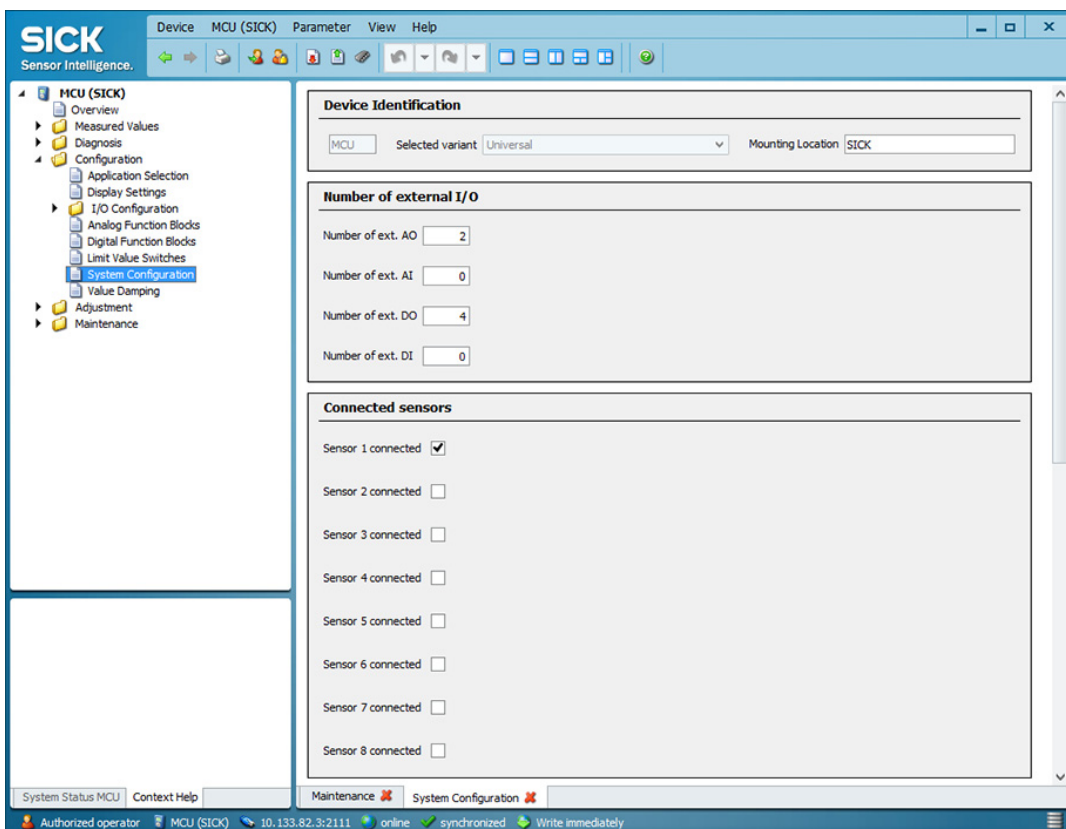 SICK
Sensor Intelligence.
Device MCU (SICK) Parameter View Help
MCU (SICK)
Overview
Measured Values
Diagnosis
Configuration
Application Selection
Display Settings
I/O Configuration
Analog Function Blocks
Digital Function Blocks
Limit Value Switches
System Configuration
Value Damping
Adjustment
Maintenance
System Status MCU Context Help
Device Identification
MCU Selected variant Universal Mounting Location SICK
Number of external I/O
Number of ext. AO 2
Number of ext. AI 0
Number of ext. DO 4
Number of ext. DI 0
Connected sensors
Sensor 1 connected
Sensor 2 connected
Sensor 3 connected
Sensor 4 connected
Sensor 5 connected
Sensor 6 connected
Sensor 7 connected
Sensor 8 connected
Maintenance System Configuration
Authorized operator MCU (SICK) 10.133.82.3:2111 online synchronized Write immediately